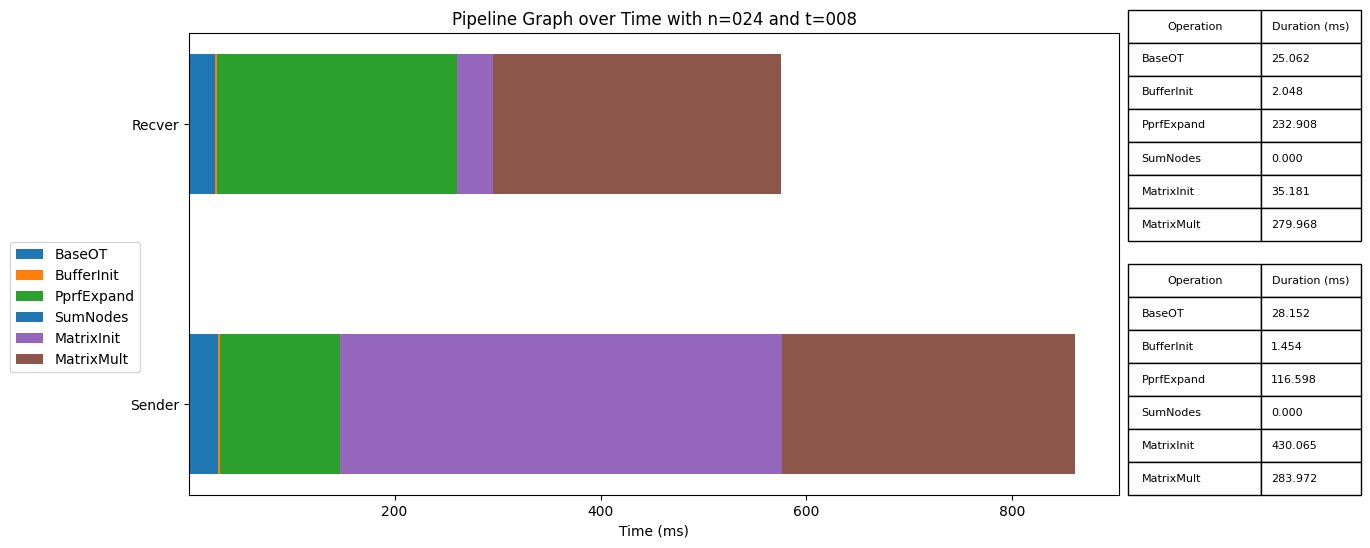 Pipeline Graph over Time with n=024 and t=008
Recver
Sender
BaseOT
BufferInit
PprfExpand
SumNodes
MatrixInit
MatrixMult
200 400 600 800
Time (ms)
Operation Duration (ms)
BaseOT 25.062
BufferInit 2.048
PprfExpand 232.908
SumNodes 0.000
MatrixInit 35.181
MatrixMult 279.968
Operation Duration (ms)
BaseOT 28.152
BufferInit 1.454
PprfExpand 116.598
SumNodes 0.000
MatrixInit 430.065
MatrixMult 283.972